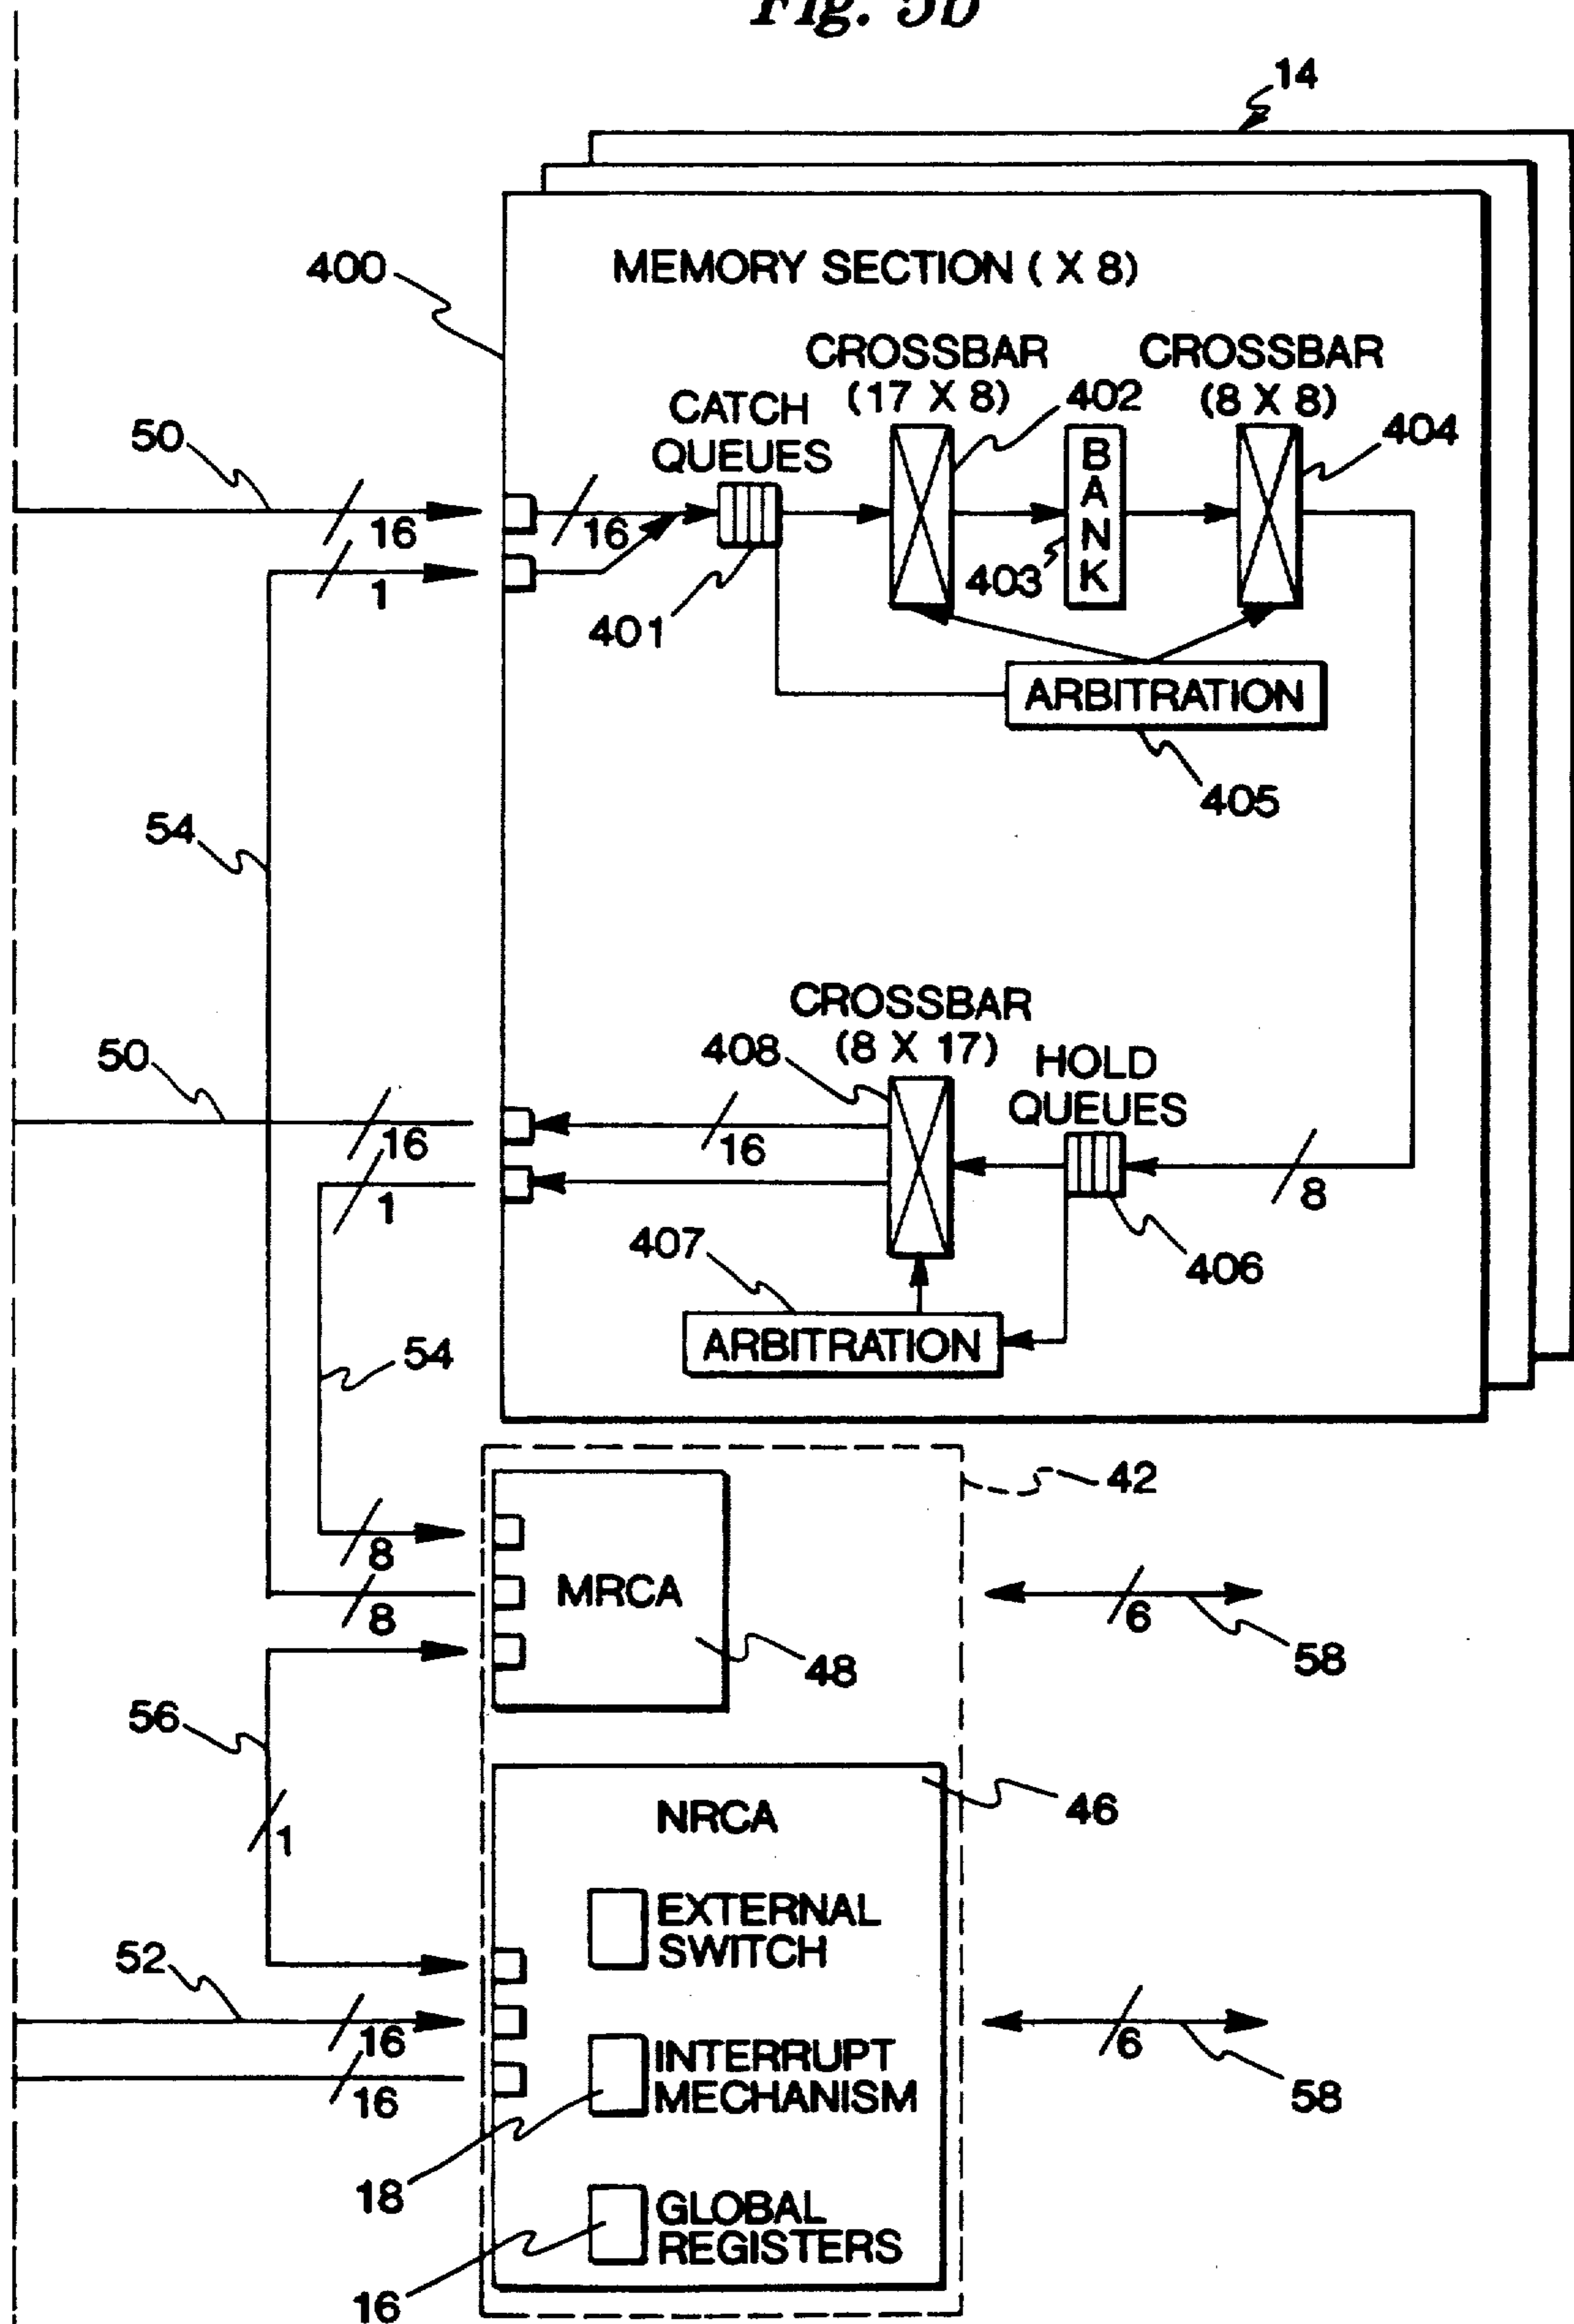 Fig. 5b
14
400
MEMORY SECTION ( X 8)
CROSSBAR
(17 X 8)
CROSSBAR
(8 X 8)
CATCH
QUEUES
402
404
50
BANK
16
16
1
401
403
ARBITRATION
405
54
CROSSBAR
(8 X 17)
408
HOLD
QUEUES
50
16
16
1
8
407
406
ARBITRATION
54
42
8
MRCA
8
6
48
58
56
46
NRCA
1
EXTERNAL
SWITCH
52
16
6
INTERRUPT
MECHANISM
16
58
18
GLOBAL
REGISTERS
16